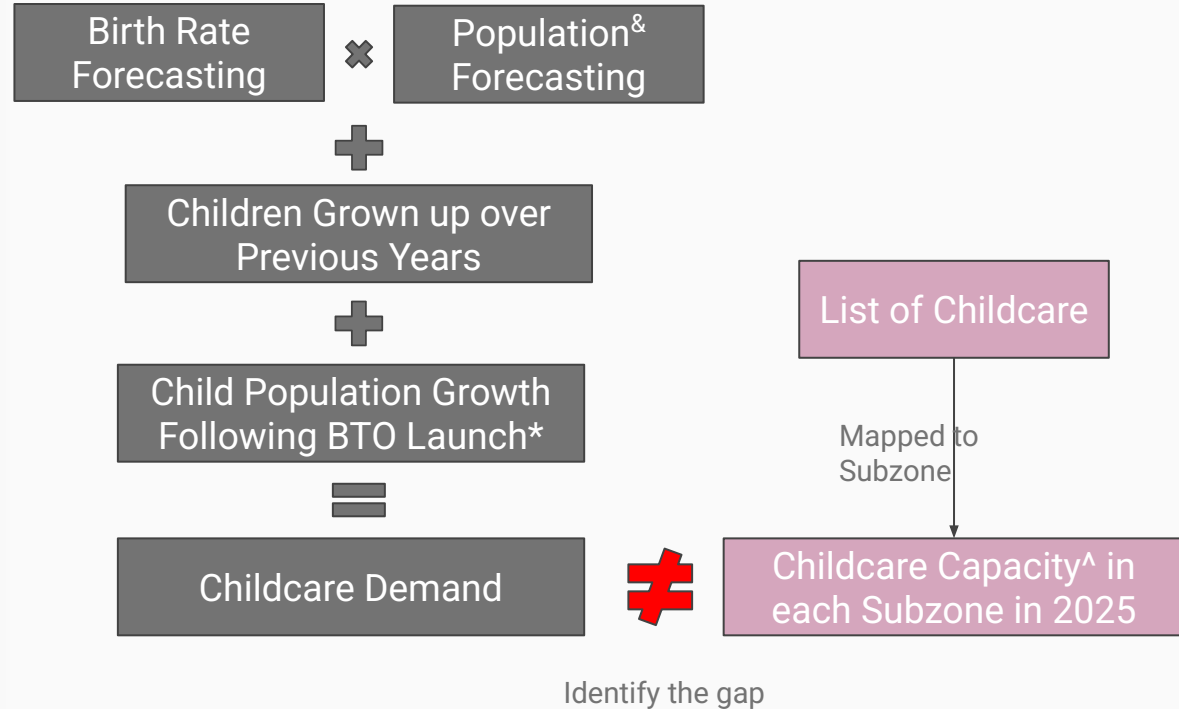 Birth Rate
Forecasting
Population&
Forecasting
Children Grown up over
Previous Years
Child Population Growth
Following BTO Launch*
Childcare Demand
List of Childcare
Mapped to
Subzone
Childcare Capacity^ in
each Subzone in 2025
Identify the gap